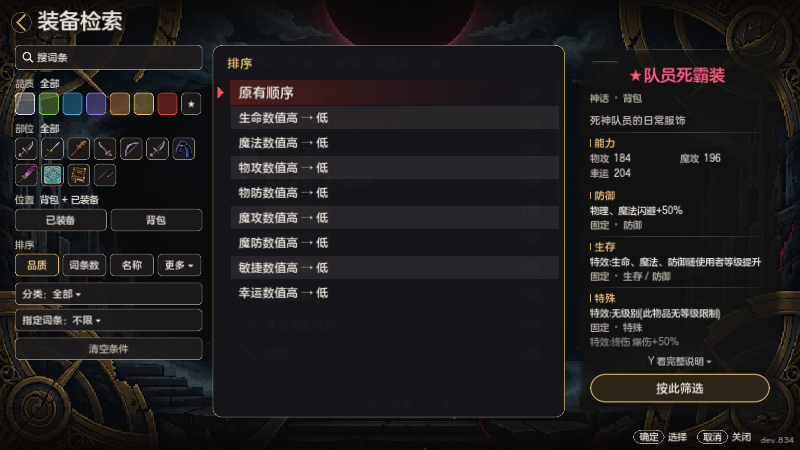 装备检索
搜词条
品质 全部
★
部位 全部
位置 背包 + 已装备
已装备 背包
排序
品质 词条数 名称 更多
分类: 全部
指定词条: 不限
清空条件
排序
原有顺序
生命数值高 → 低
魔法数值高 → 低
物攻数值高 → 低
物防数值高 → 低
魔攻数值高 → 低
魔防数值高 → 低
敏捷数值高 → 低
幸运数值高 → 低
★队员死霸装
神话 · 背包
死神队员的日常服饰
能力
物攻 184 魔攻 196
幸运 204
防御
物理、魔法闪避+50%
固定 · 防御
生存
特效:生命、魔法、防御随使用者等级提升
固定 · 生存 / 防御
特殊
特效:无级别(此物品无等级限制)
固定 · 特殊
特效:终伤 爆伤+50%
Y 看完整说明
按此筛选
确定 选择 取消 关闭
dev.834